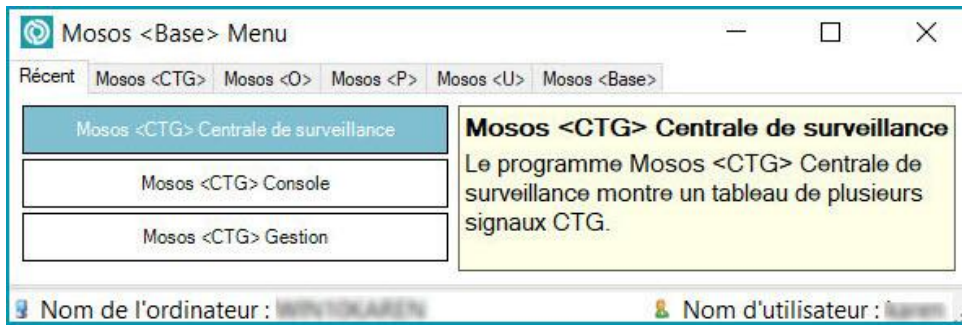 Mosos <Base> Menu
Récent Mosos <CTG> Mosos <O> Mosos <P> Mosos <U> Mosos <Base>
Mosos <CTG> Centrale de surveillance
Mosos <CTG> Console
Mosos <CTG> Gestion
Mosos <CTG> Centrale de surveillance
Le programme Mosos <CTG> Centrale de
surveillance montre un tableau de plusieurs
signaux CTG.
Nom de l'ordinateur :
Nom d'utilisateur :